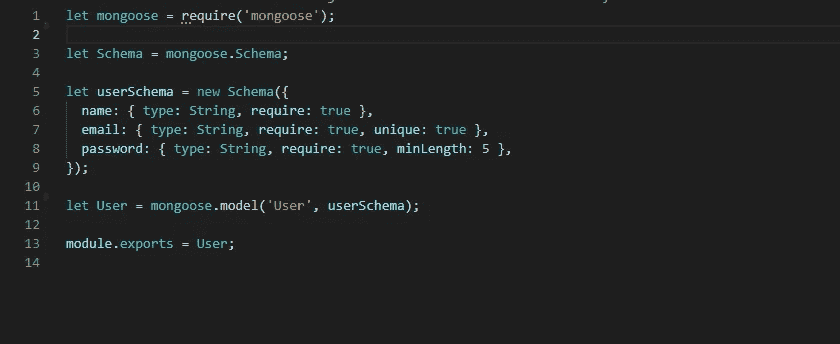 1 let mongoose = require('mongoose');
2
3 let Schema = mongoose.Schema;
4
5 let userSchema = new Schema({
6   name: { type: String, require: true },
7   email: { type: String, require: true, unique: true },
8   password: { type: String, require: true, minLength: 5 },
9 });
10
11 let User = mongoose.model('User', userSchema);
12
13 module.exports = User;
14